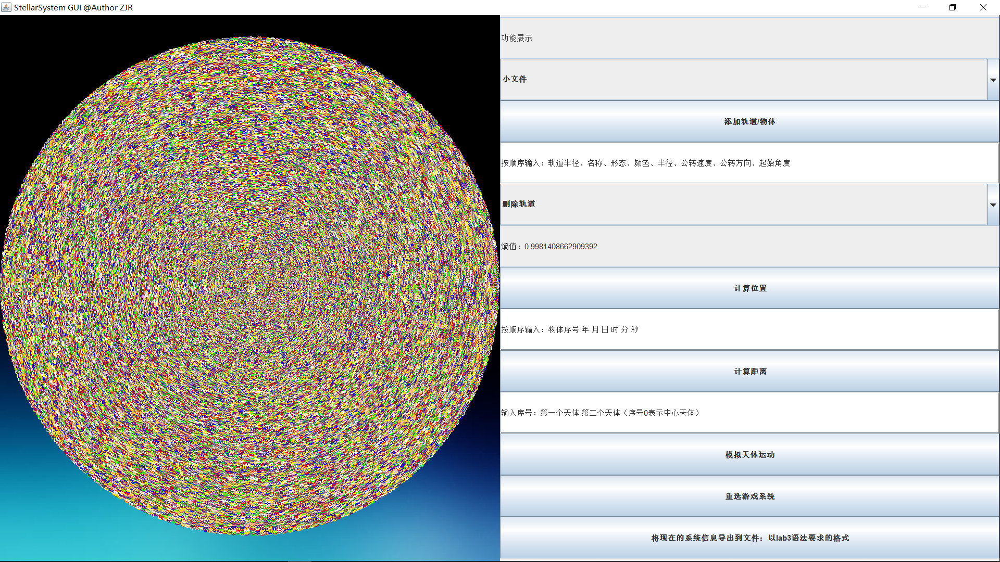 StellarSystem GUI @Author ZJR
功能展示
小文件
添加轨道/物体
按顺序输入：轨道半径、名称、形态、颜色、半径、公转速度、公转方向、起始角度
删除轨道
熵值：0.9981408662909392
计算位置
按顺序输入：物体序号 年 月 日 时 分 秒
计算距离
输入序号：第一个天体 第二个天体（序号0表示中心天体）
模拟天体运动
重选游戏系统
将现在的系统信息导出到文件：以lab3语法要求的格式